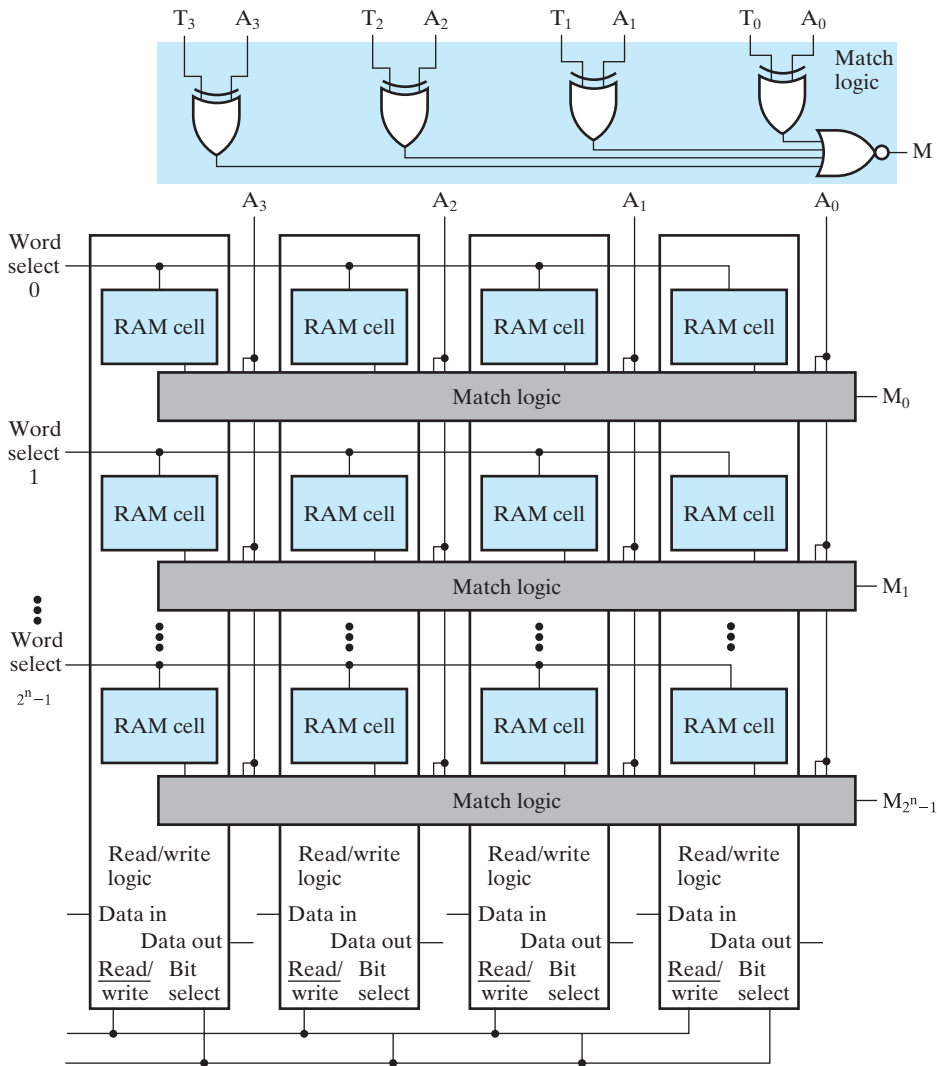 T₃ A₃ T₂ A₂ T₁ A₁ T₀ A₀
Match
logic
M
A₃ A₂ A₁ A₀
Word
select
0
RAM cell RAM cell RAM cell RAM cell
Match logic M₀
Word
select
1
RAM cell RAM cell RAM cell RAM cell
Match logic M₁
Word
select
2ⁿ−1
RAM cell RAM cell RAM cell RAM cell
Match logic M₂ⁿ−1
Read/write Read/write Read/write Read/write
logic logic logic logic
Data in Data in Data in Data in
Data out Data out Data out Data out
Read/ Bit Read/ Bit Read/ Bit Read/ Bit
write select write select write select write select